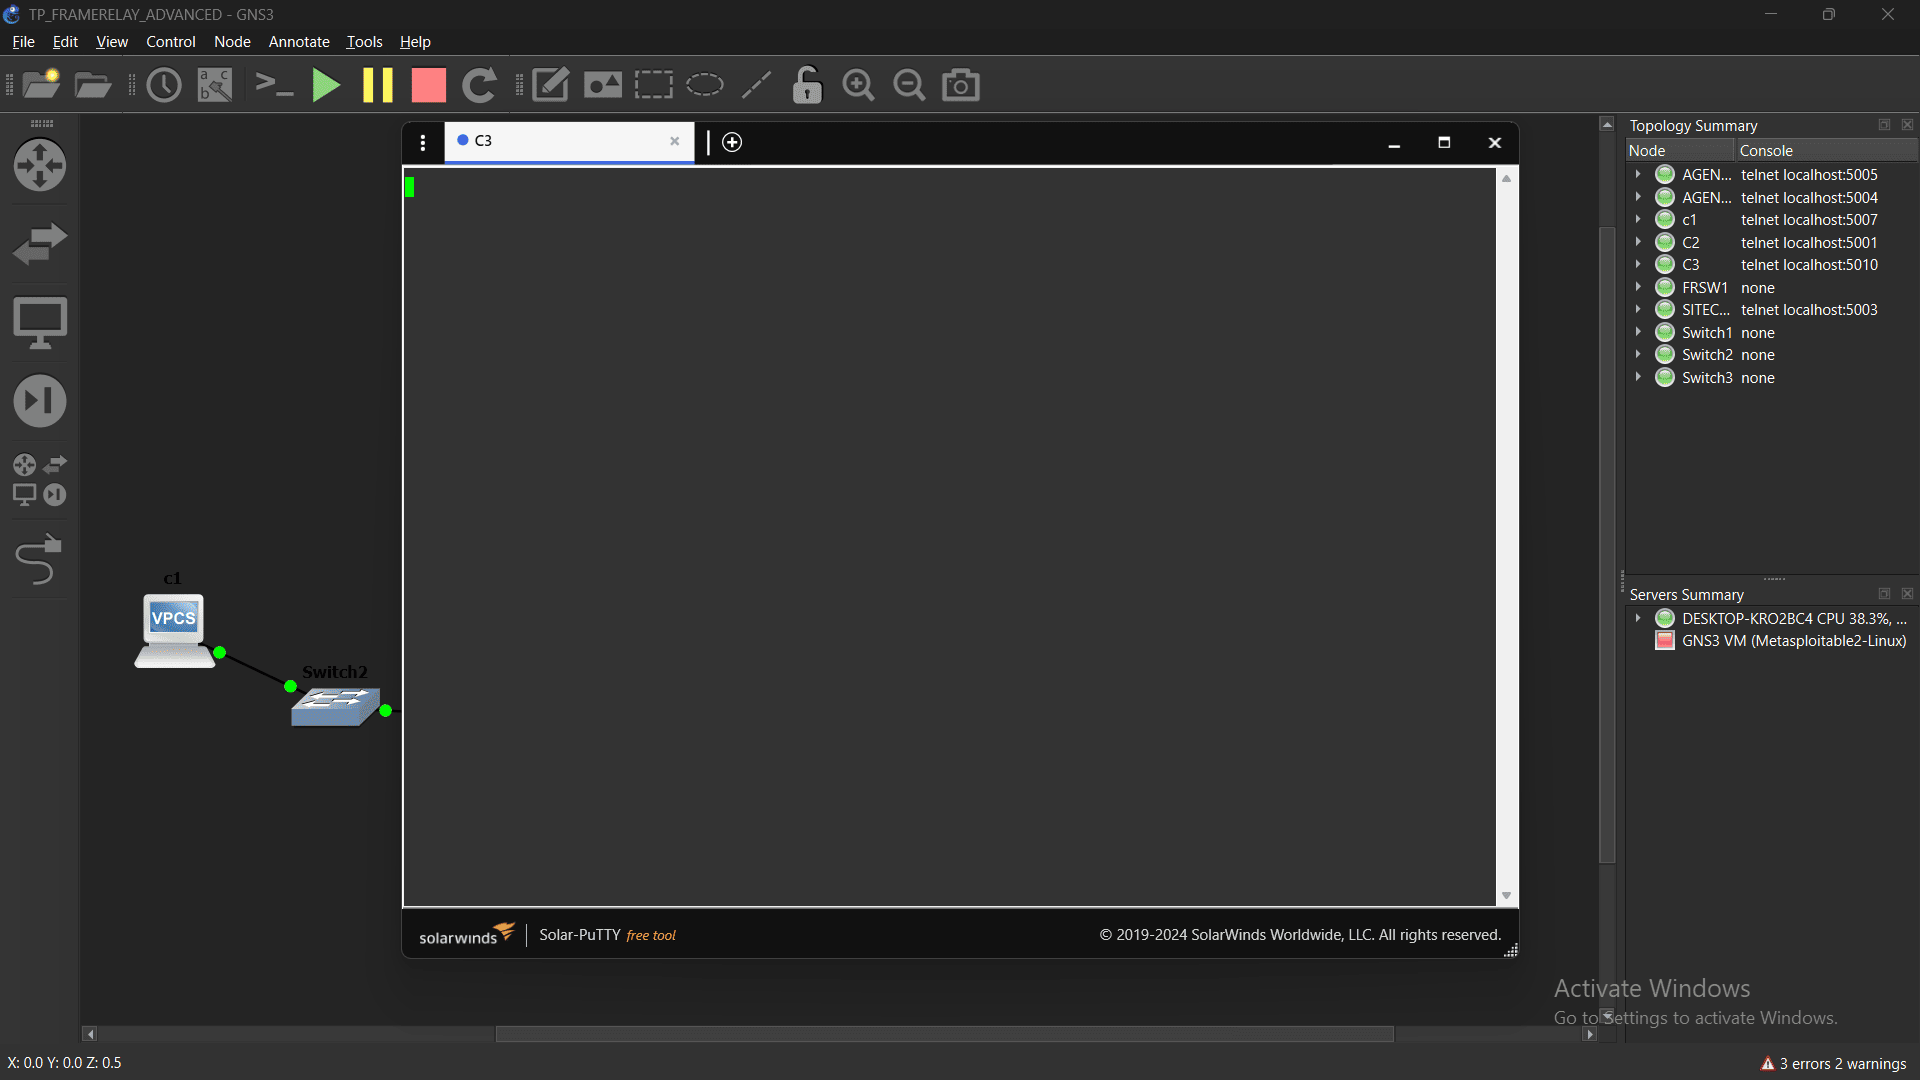 TP_FRAMERELAY_ADVANCED - GNS3
File Edit View Control Node Annotate Tools Help
a c
b
C3
Topology Summary
Node Console
AGEN... telnet localhost:5005
AGEN... telnet localhost:5004
c1 telnet localhost:5007
C2 telnet localhost:5001
C3 telnet localhost:5010
FRSW1 none
SITEC... telnet localhost:5003
Switch1 none
Switch2 none
Switch3 none
c1
VPCS
Switch2
Servers Summary
DESKTOP-KRO2BC4 CPU 38.3%, ...
GNS3 VM (Metasploitable2-Linux)
solarwinds Solar-PuTTY free tool
© 2019-2024 SolarWinds Worldwide, LLC. All rights reserved.
Activate Windows
Go to Settings to activate Windows.
X: 0.0 Y: 0.0 Z: 0.5
3 errors 2 warnings